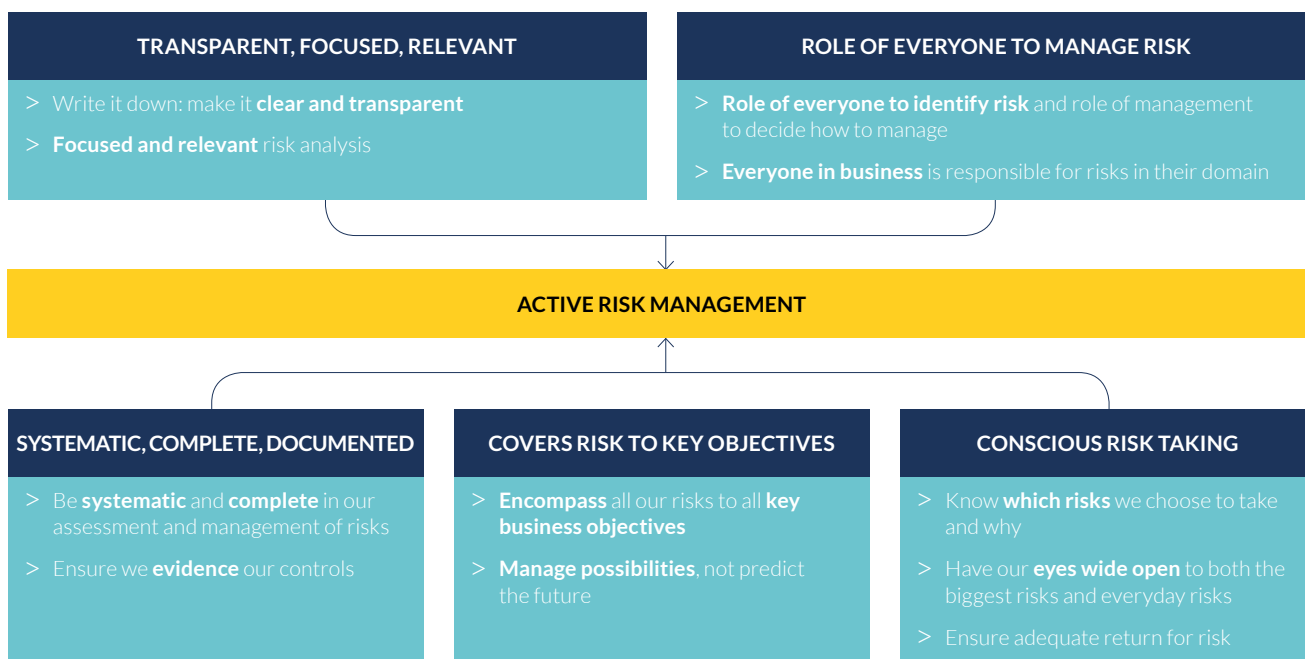 TRANSPARENT, FOCUSED, RELEVANT
> Write it down: make it clear and transparent
> Focused and relevant risk analysis
ROLE OF EVERYONE TO MANAGE RISK
> Role of everyone to identify risk and role of management
to decide how to manage
> Everyone in business is responsible for risks in their domain
ACTIVE RISK MANAGEMENT
SYSTEMATIC, COMPLETE, DOCUMENTED
> Be systematic and complete in our
assessment and management of risks
> Ensure we evidence our controls
COVERS RISK TO KEY OBJECTIVES
> Encompass all our risks to all key
business objectives
> Manage possibilities, not predict
the future
CONSCIOUS RISK TAKING
> Know which risks we choose to take
and why
> Have our eyes wide open to both the
biggest risks and everyday risks
> Ensure adequate return for risk